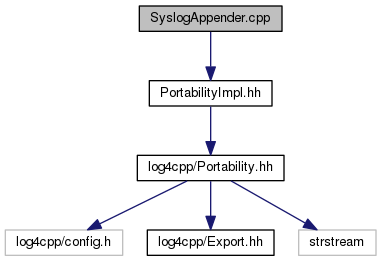 SyslogAppender.cpp
PortabilityImpl.hh
log4cpp/Portability.hh
log4cpp/config.h
log4cpp/Export.hh
strstream